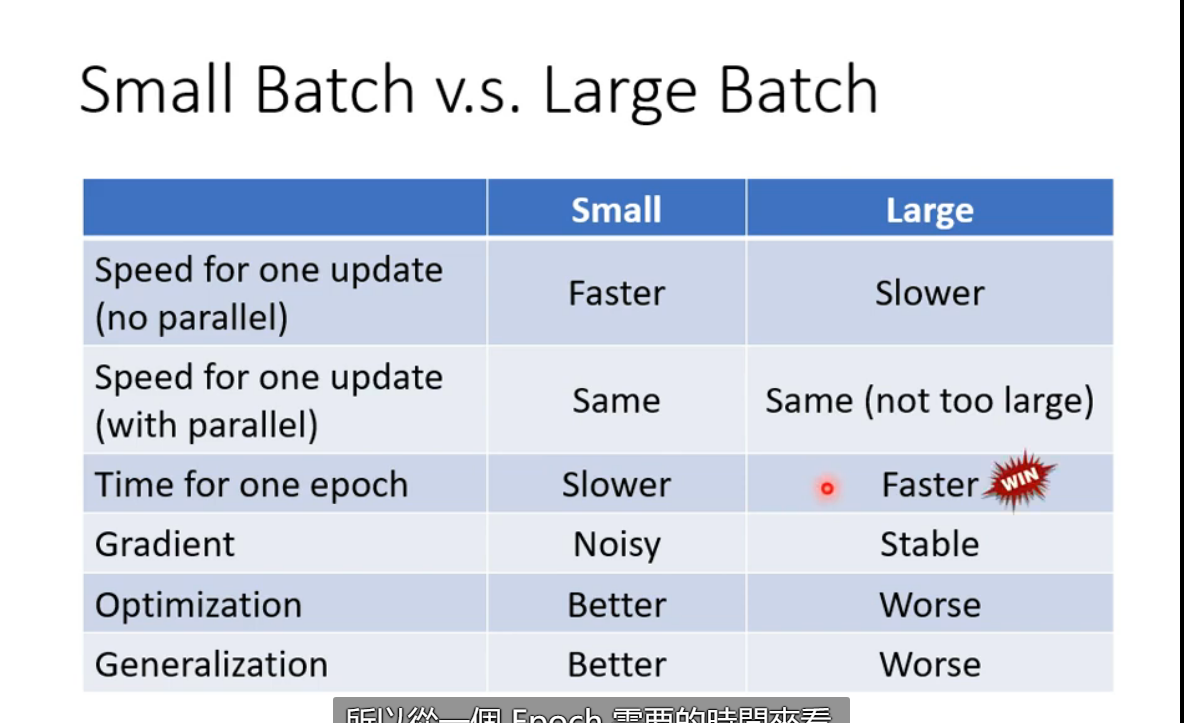 Small Batch v.s. Large Batch
Small Large
Speed for one update
(no parallel)
Faster Slower
Speed for one update
(with parallel)
Same Same (not too large)
Time for one epoch Slower Faster WIN
Gradient Noisy Stable
Optimization Better Worse
Generalization Better Worse
所以從一個 Epoch 需要的時間來看